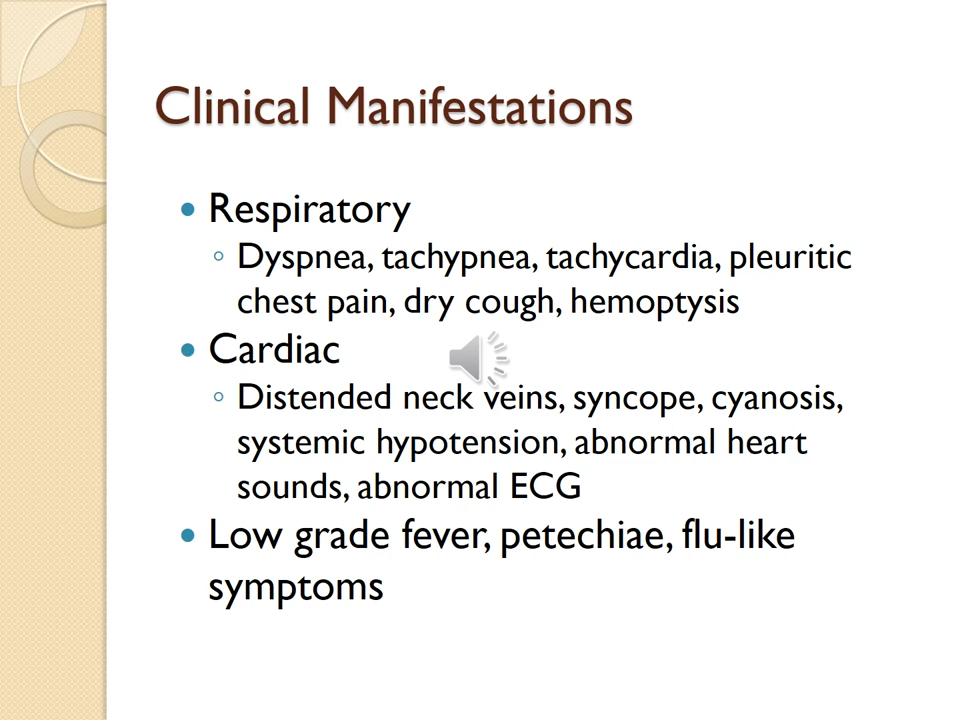 Clinical Manifestations
• Respiratory
◦ Dyspnea, tachypnea, tachycardia, pleuritic
chest pain, dry cough, hemoptysis
• Cardiac
◦ Distended neck veins, syncope, cyanosis,
systemic hypotension, abnormal heart
sounds, abnormal ECG
• Low grade fever, petechiae, flu-like
symptoms